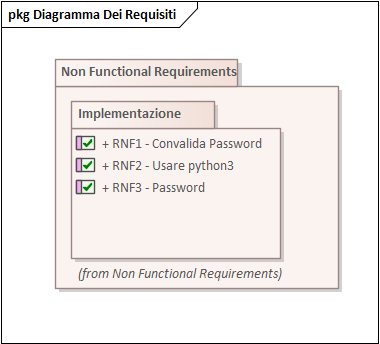 pkg Diagramma Dei Requisiti
Non Functional Requirements
Implementazione
+ RNF1 - Convalida Password
+ RNF2 - Usare python3
+ RNF3 - Password
(from Non Functional Requirements)